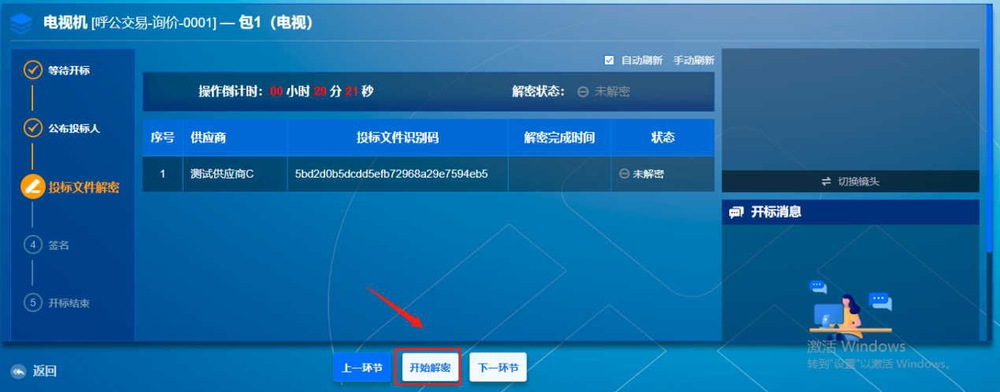 电视机 [呼公交易-询价-0001] — 包1（电视）
等待开标
公布投标人
投标文件解密
4 签名
5 开标结束
自动刷新 手动刷新
操作倒计时：00 小时 29 分 21 秒 解密状态： 未解密
序号 供应商 投标文件识别码 解密完成时间 状态
1 测试供应商C 5bd2d0b5dcdd5efb72968a29e7594eb5 未解密
切换镜头
开标消息
激活 Windows
转到"设置"以激活 Windows。
返回
上一环节 开始解密 下一环节